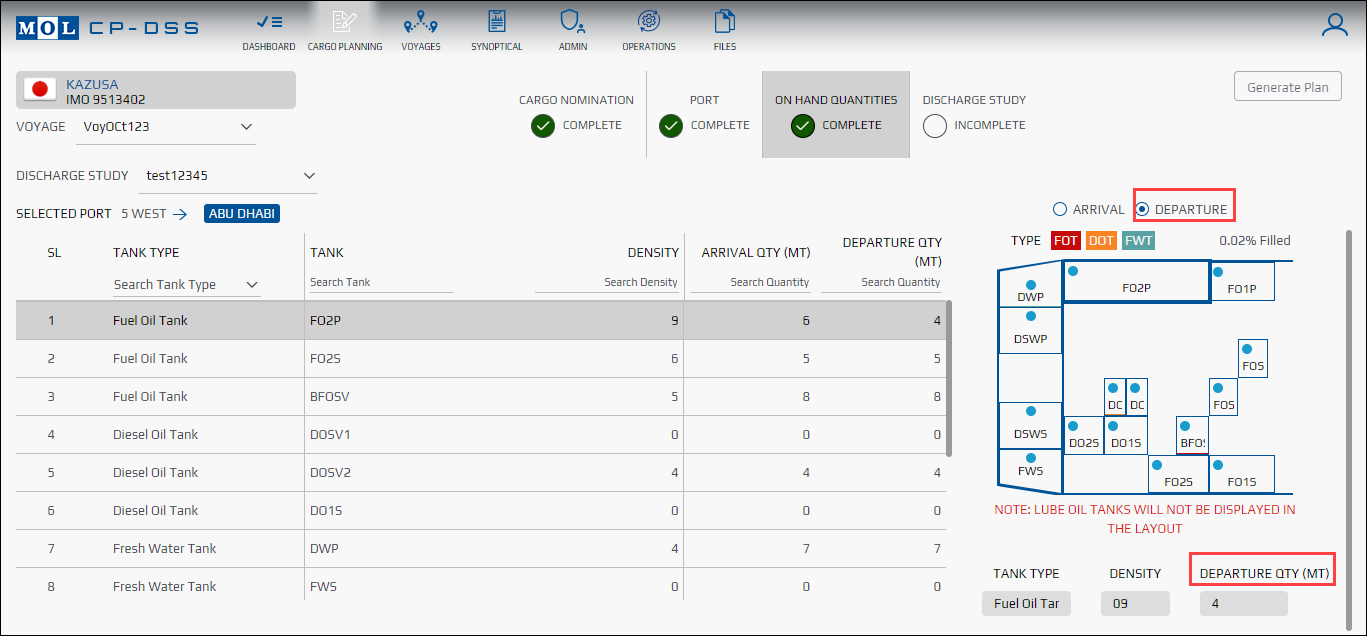 MOL CP-DSS
DASHBOARD CARGO PLANNING VOYAGES SYNOPTICAL ADMIN OPERATIONS FILES
KAZUSA
IMO 9513402
VOYAGE VoyOCt123
CARGO NOMINATION PORT ON HAND QUANTITIES DISCHARGE STUDY
COMPLETE COMPLETE COMPLETE INCOMPLETE
Generate Plan
DISCHARGE STUDY test12345
SELECTED PORT 5 WEST → ABU DHABI
ARRIVAL DEPARTURE
SL TANK TYPE TANK DENSITY ARRIVAL QTY (MT) DEPARTURE QTY
(MT)
Search Tank Type Search Tank Search Density Search Quantity Search Quantity
1 Fuel Oil Tank FO2P 9 6 4
2 Fuel Oil Tank FO2S 6 5 5
3 Fuel Oil Tank BFOSV 5 8 8
4 Diesel Oil Tank DOSV1 0 0 0
5 Diesel Oil Tank DOSV2 4 4 4
6 Diesel Oil Tank DO1S 0 0 0
7 Fresh Water Tank DWP 4 7 7
8 Fresh Water Tank FWS 0 0 0
TYPE FOT DOT FWT 0.02% Filled
DWP FO2P FO1P
DSWP
FOS
DC DC FOS
DSWS DO2S DO1S BFOS
FWS FO2S FO1S
NOTE: LUBE OIL TANKS WILL NOT BE DISPLAYED IN
THE LAYOUT
TANK TYPE DENSITY DEPARTURE QTY (MT)
Fuel Oil Tar 09 4